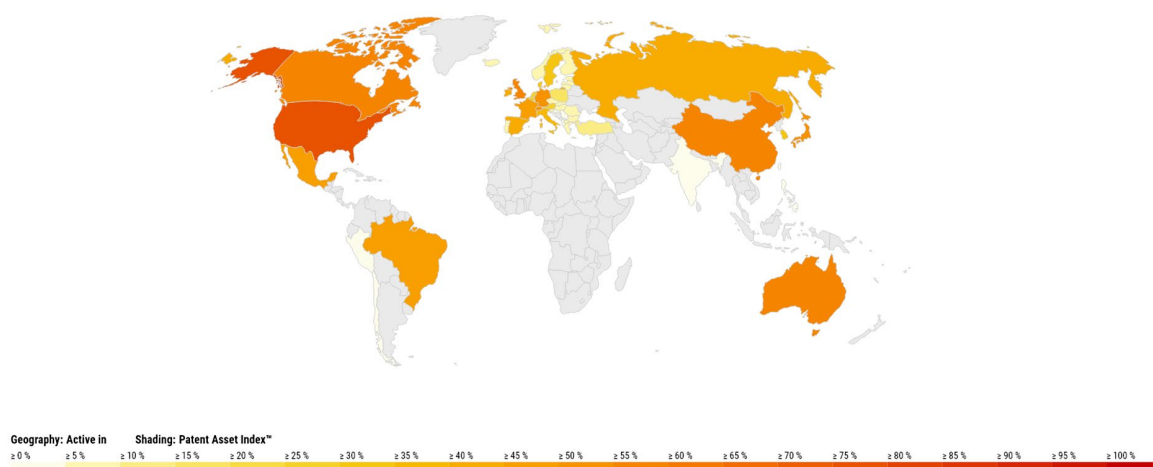 Geography: Active in Shading: Patent Asset Index™
≥ 0 % ≥ 5 % ≥ 10 % ≥ 15 % ≥ 20 % ≥ 25 % ≥ 30 % ≥ 35 % ≥ 40 % ≥ 45 % ≥ 50 % ≥ 55 % ≥ 60 % ≥ 65 % ≥ 70 % ≥ 75 % ≥ 80 % ≥ 85 % ≥ 90 % ≥ 95 % ≥ 100 %